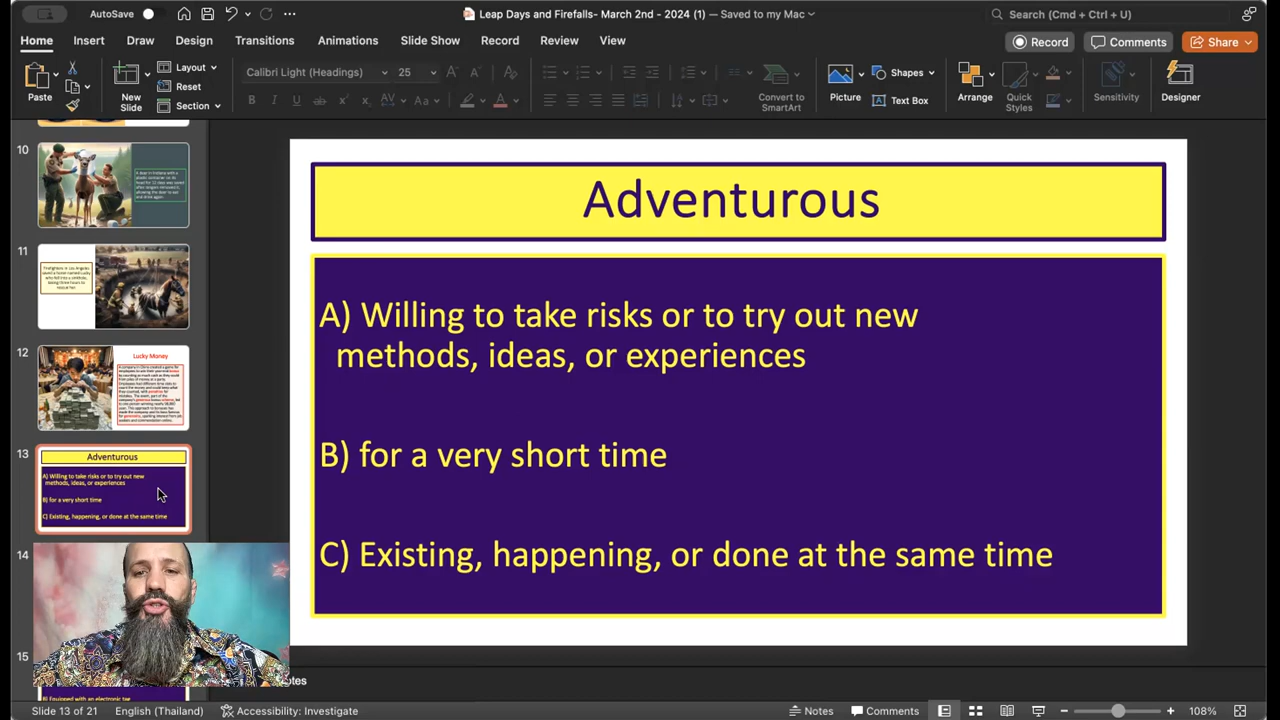 AutoSave
Leap Days and Firefalls- March 2nd - 2024 (1) — Saved to my Mac
Search (Cmd + Ctrl + U)
Home
Insert
Draw
Design
Transitions
Animations
Slide Show
Record
Review
View
Record
Comments
Share
Paste
New
Slide
Layout
Reset
Section
Calibri Light (Headings)
25
Convert to
SmartArt
Picture
Shapes
Text Box
Arrange
Quick
Styles
Sensitivity
Designer
10
11
12
Lucky Money
13
Adventurous
A) Willing to take risks or to try out new
methods, ideas, or experiences
B) for a very short time
C) Existing, happening, or done at the same time
14
15
B) Equipped with an electronic tag
Adventurous
A) Willing to take risks or to try out new
methods, ideas, or experiences
B) for a very short time
C) Existing, happening, or done at the same time
Slide 13 of 21
English (Thailand)
Accessibility: Investigate
Notes
Comments
108%